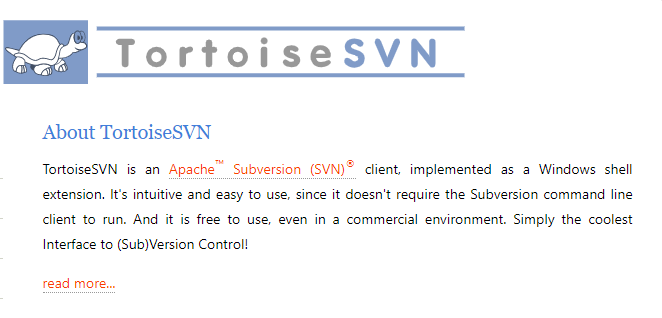 TortoiseSVN
About TortoiseSVN
TortoiseSVN is an Apache™ Subversion (SVN)® client, implemented as a Windows shell
extension. It's intuitive and easy to use, since it doesn't require the Subversion command line
client to run. And it is free to use, even in a commercial environment. Simply the coolest
Interface to (Sub)Version Control!
read more...